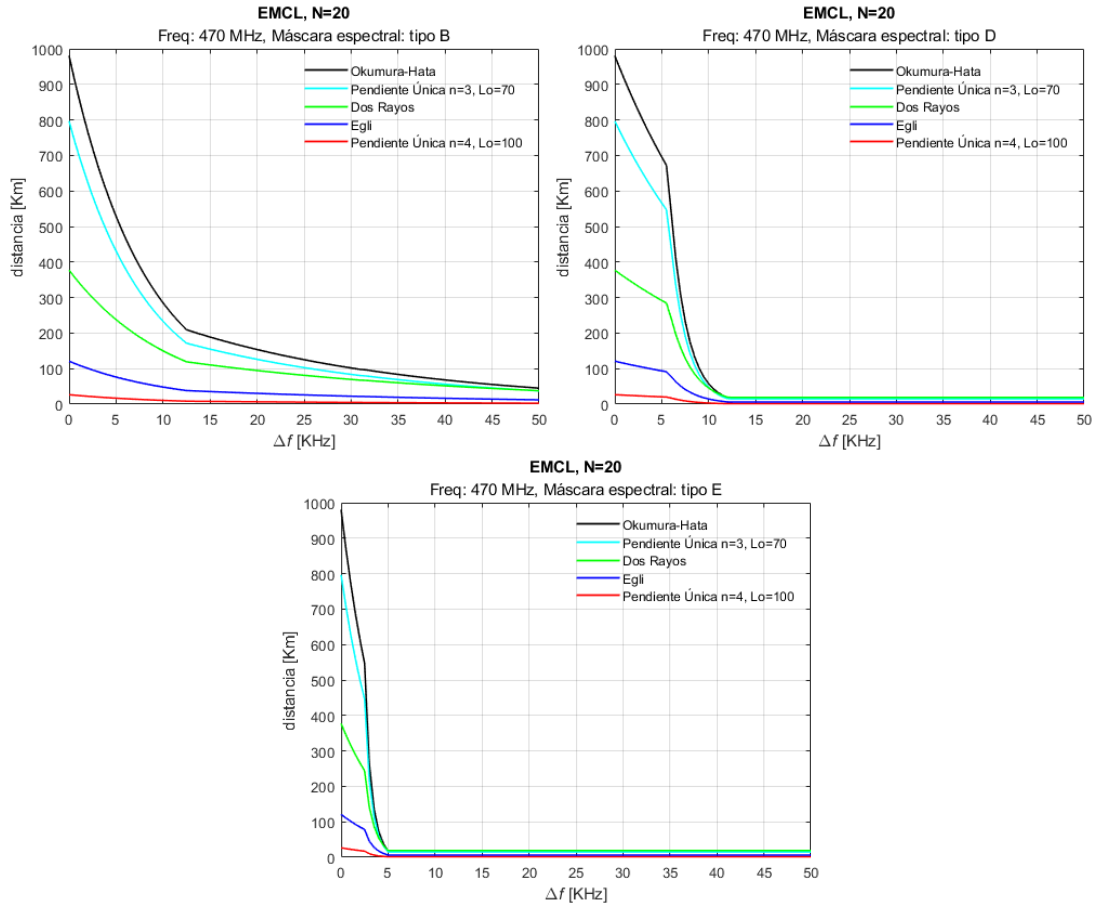 EMCL, N=20
Freq: 470 MHz, Máscara espectral: tipo B
1000
900
800
700
600
500
400
300
200
100
0
distancia [Km]
Okumura-Hata
Pendiente Única n=3, Lo=70
Dos Rayos
Egli
Pendiente Única n=4, Lo=100
0 5 10 15 20 25 30 35 40 45 50
Δf [KHz]
EMCL, N=20
Freq: 470 MHz, Máscara espectral: tipo D
1000
900
800
700
600
500
400
300
200
100
0
distancia [Km]
Okumura-Hata
Pendiente Única n=3, Lo=70
Dos Rayos
Egli
Pendiente Única n=4, Lo=100
0 5 10 15 20 25 30 35 40 45 50
Δf [KHz]
EMCL, N=20
Freq: 470 MHz, Máscara espectral: tipo E
1000
900
800
700
600
500
400
300
200
100
0
distancia [Km]
Okumura-Hata
Pendiente Única n=3, Lo=70
Dos Rayos
Egli
Pendiente Única n=4, Lo=100
0 5 10 15 20 25 30 35 40 45 50
Δf [KHz]